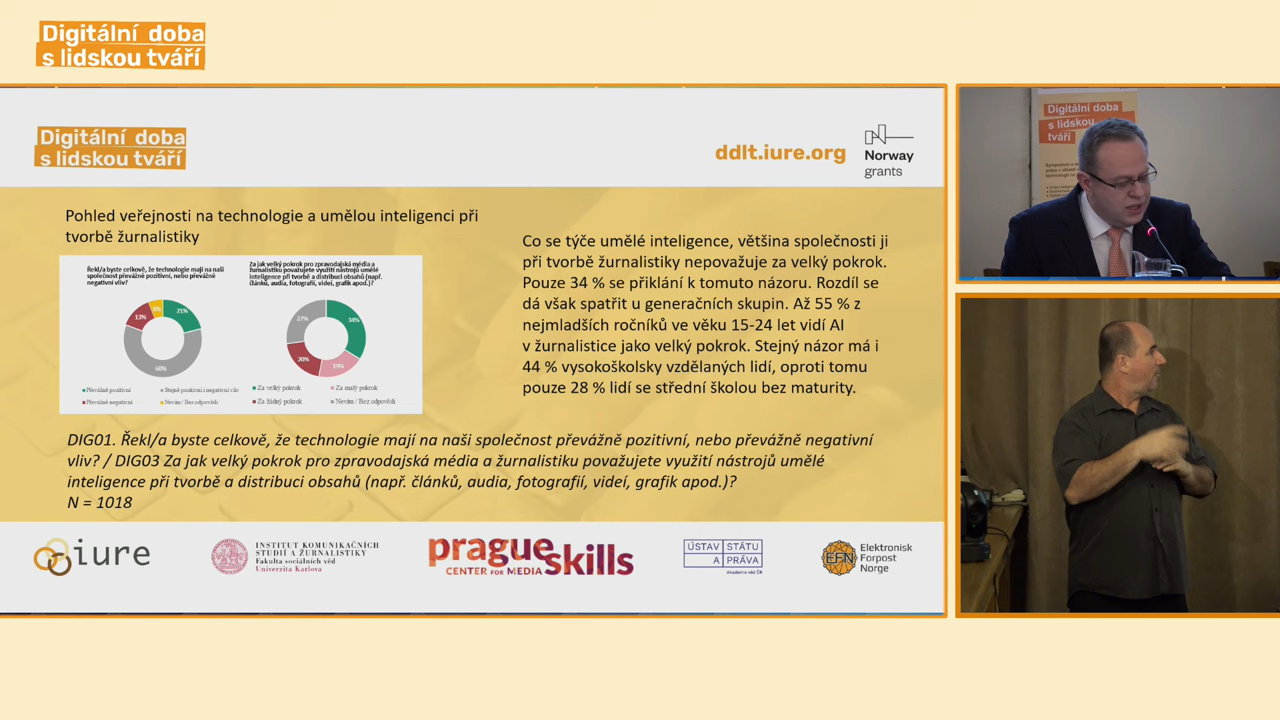 Digitální doba
s lidskou tváří
Digitální doba
s lidskou tváří
ddlt.iure.org
Norway
grants
Pohled veřejnosti na technologie a umělou inteligenci při
tvorbě žurnalistiky
Řekl/a byste celkově, že technologie mají na naši
společnost převážně pozitivní, nebo převážně
negativní vliv?
21%
60%
13%
Převážně pozitivní
Stejně pozitivní i negativní vliv
Převážně negativní
Nevím / Bez odpovědi
Za jak velký pokrok pro zpravodajská média a
žurnalistiku považujete využití nástrojů umělé
inteligence při tvorbě a distribuci obsahů (např.
článků, audia, fotografií, videí, grafik apod.)?
34%
19%
20%
27%
Za velký pokrok
Za malý pokrok
Za žádný pokrok
Nevím / Bez odpovědi
Co se týče umělé inteligence, většina společnosti ji
při tvorbě žurnalistiky nepovažuje za velký pokrok.
Pouze 34 % se přiklání k tomuto názoru. Rozdíl se
dá však spatřit u generačních skupin. Až 55 % z
nejmladších ročníků ve věku 15-24 let vidí AI
v žurnalistice jako velký pokrok. Stejný názor má i
44 % vysokoškolsky vzdělaných lidí, oproti tomu
pouze 28 % lidí se střední školou bez maturity.
DIG01. Řekl/a byste celkově, že technologie mají na naši společnost převážně pozitivní, nebo převážně negativní
vliv? / DIG03 Za jak velký pokrok pro zpravodajská média a žurnalistiku považujete využití nástrojů umělé
inteligence při tvorbě a distribuci obsahů (např. článků, audia, fotografií, videí, grafik apod.)?
N = 1018
iure
INSTITUT KOMUNIKAČNÍCH
STUDIÍ A ŽURNALISTIKY
Fakulta sociálních věd
Univerzita Karlova
prague
skills
CENTER FOR MEDIA
ÚSTAV STÁTU
A PRÁVA
Akademie věd ČR
EFN
Elektronisk
Forpost
Norge
Digitální doba
s lidskou
tváří